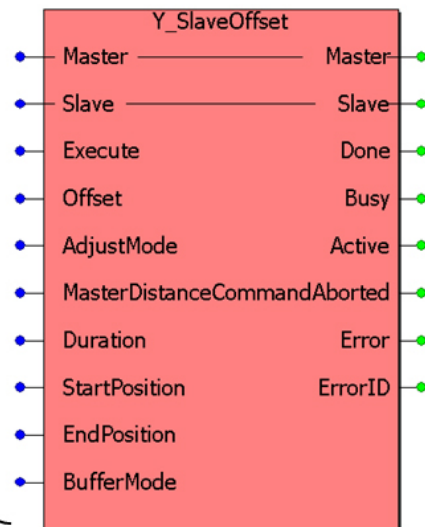 Y_SlaveOffset
Master Master
Slave Slave
Execute Done
Offset Busy
AdjustMode Active
MasterDistanceCommandAborted
Duration Error
StartPosition ErrorID
EndPosition
BufferMode